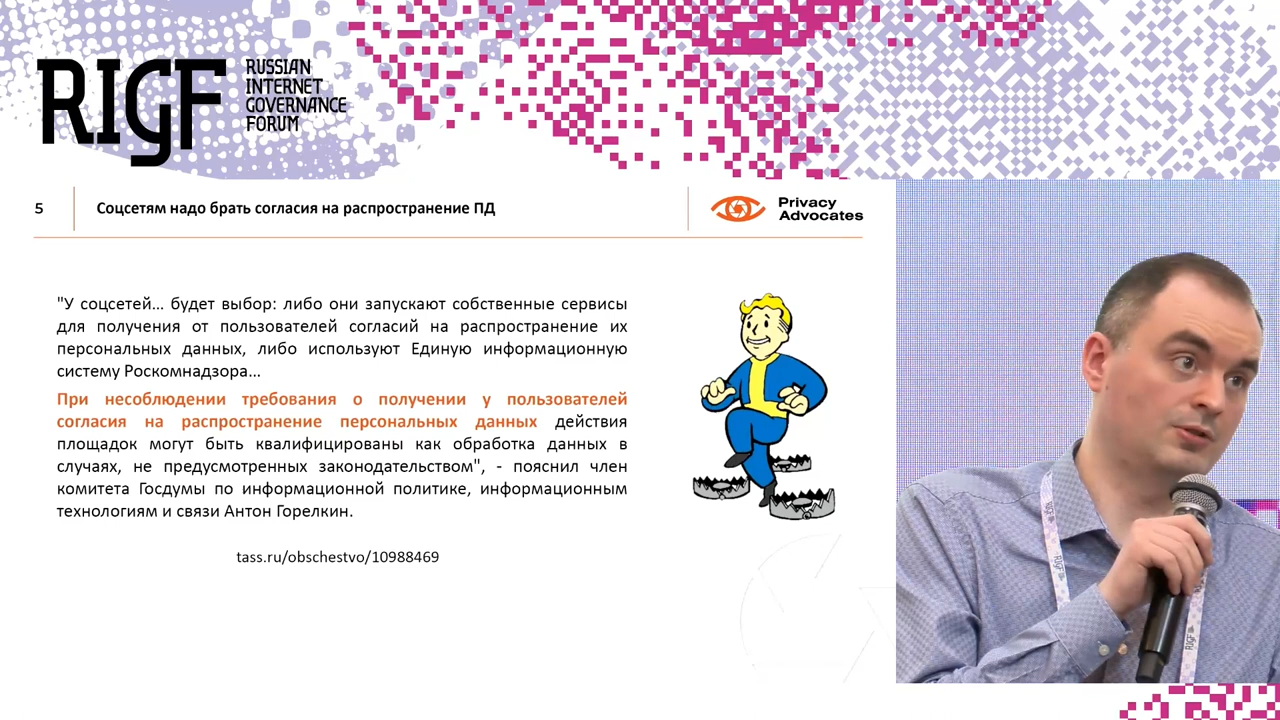 RIGF
RUSSIAN
INTERNET
GOVERNANCE
FORUM
5
Соцсетям надо брать согласия на распространение ПД
Privacy
Advocates
"У соцсетей... будет выбор: либо они запускают собственные сервисы
для получения от пользователей согласий на распространение их
персональных данных, либо используют Единую информационную
систему Роскомнадзора...
При несоблюдении требования о получении у пользователей
согласия на распространение персональных данных действия
площадок могут быть квалифицированы как обработка данных в
случаях, не предусмотренных законодательством", - пояснил член
комитета Госдумы по информационной политике, информационным
технологиям и связи Антон Горелкин.
tass.ru/obschestvo/10988469
RIGF
RIGF